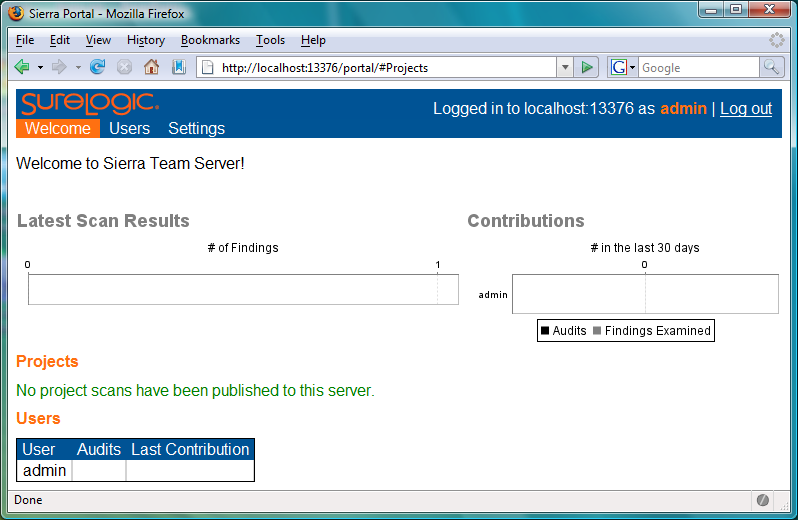 Sierra Portal - Mozilla Firefox
File Edit View History Bookmarks Tools Help
http://localhost:13376/portal/#Projects G Google
SURELOGIC.
Logged in to localhost:13376 as admin | Log out
Welcome Users Settings
Welcome to Sierra Team Server!
Latest Scan Results
# of Findings
0 1
Contributions
# in the last 30 days
0
admin
Audits Findings Examined
Projects
No project scans have been published to this server.
Users
User Audits Last Contribution
admin
Done